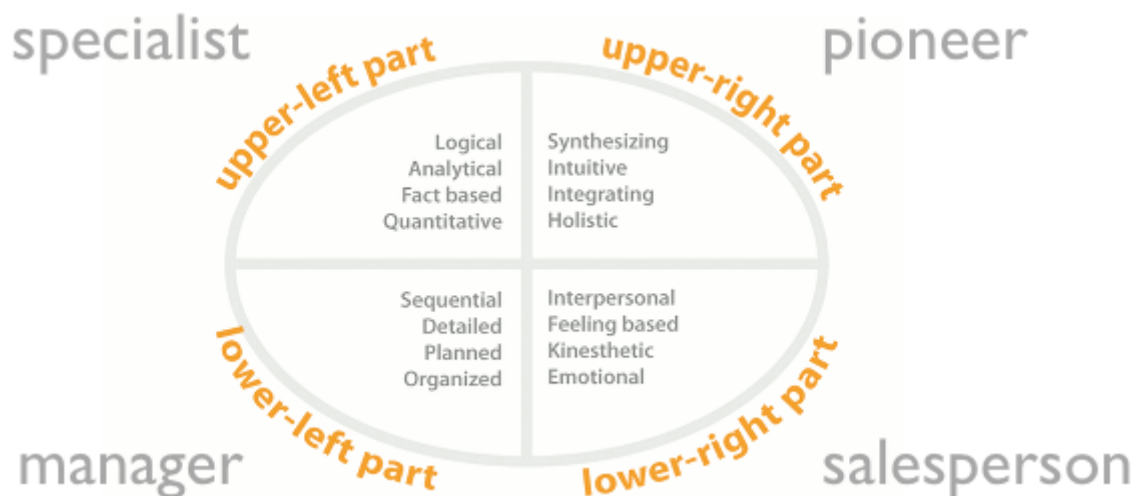 specialist
pioneer
upper-left part
upper-right part
Logical
Analytical
Fact based
Quantitative
Synthesizing
Intuitive
Integrating
Holistic
Sequential
Detailed
Planned
Organized
Interpersonal
Feeling based
Kinesthetic
Emotional
lower-left part
lower-right part
manager
salesperson